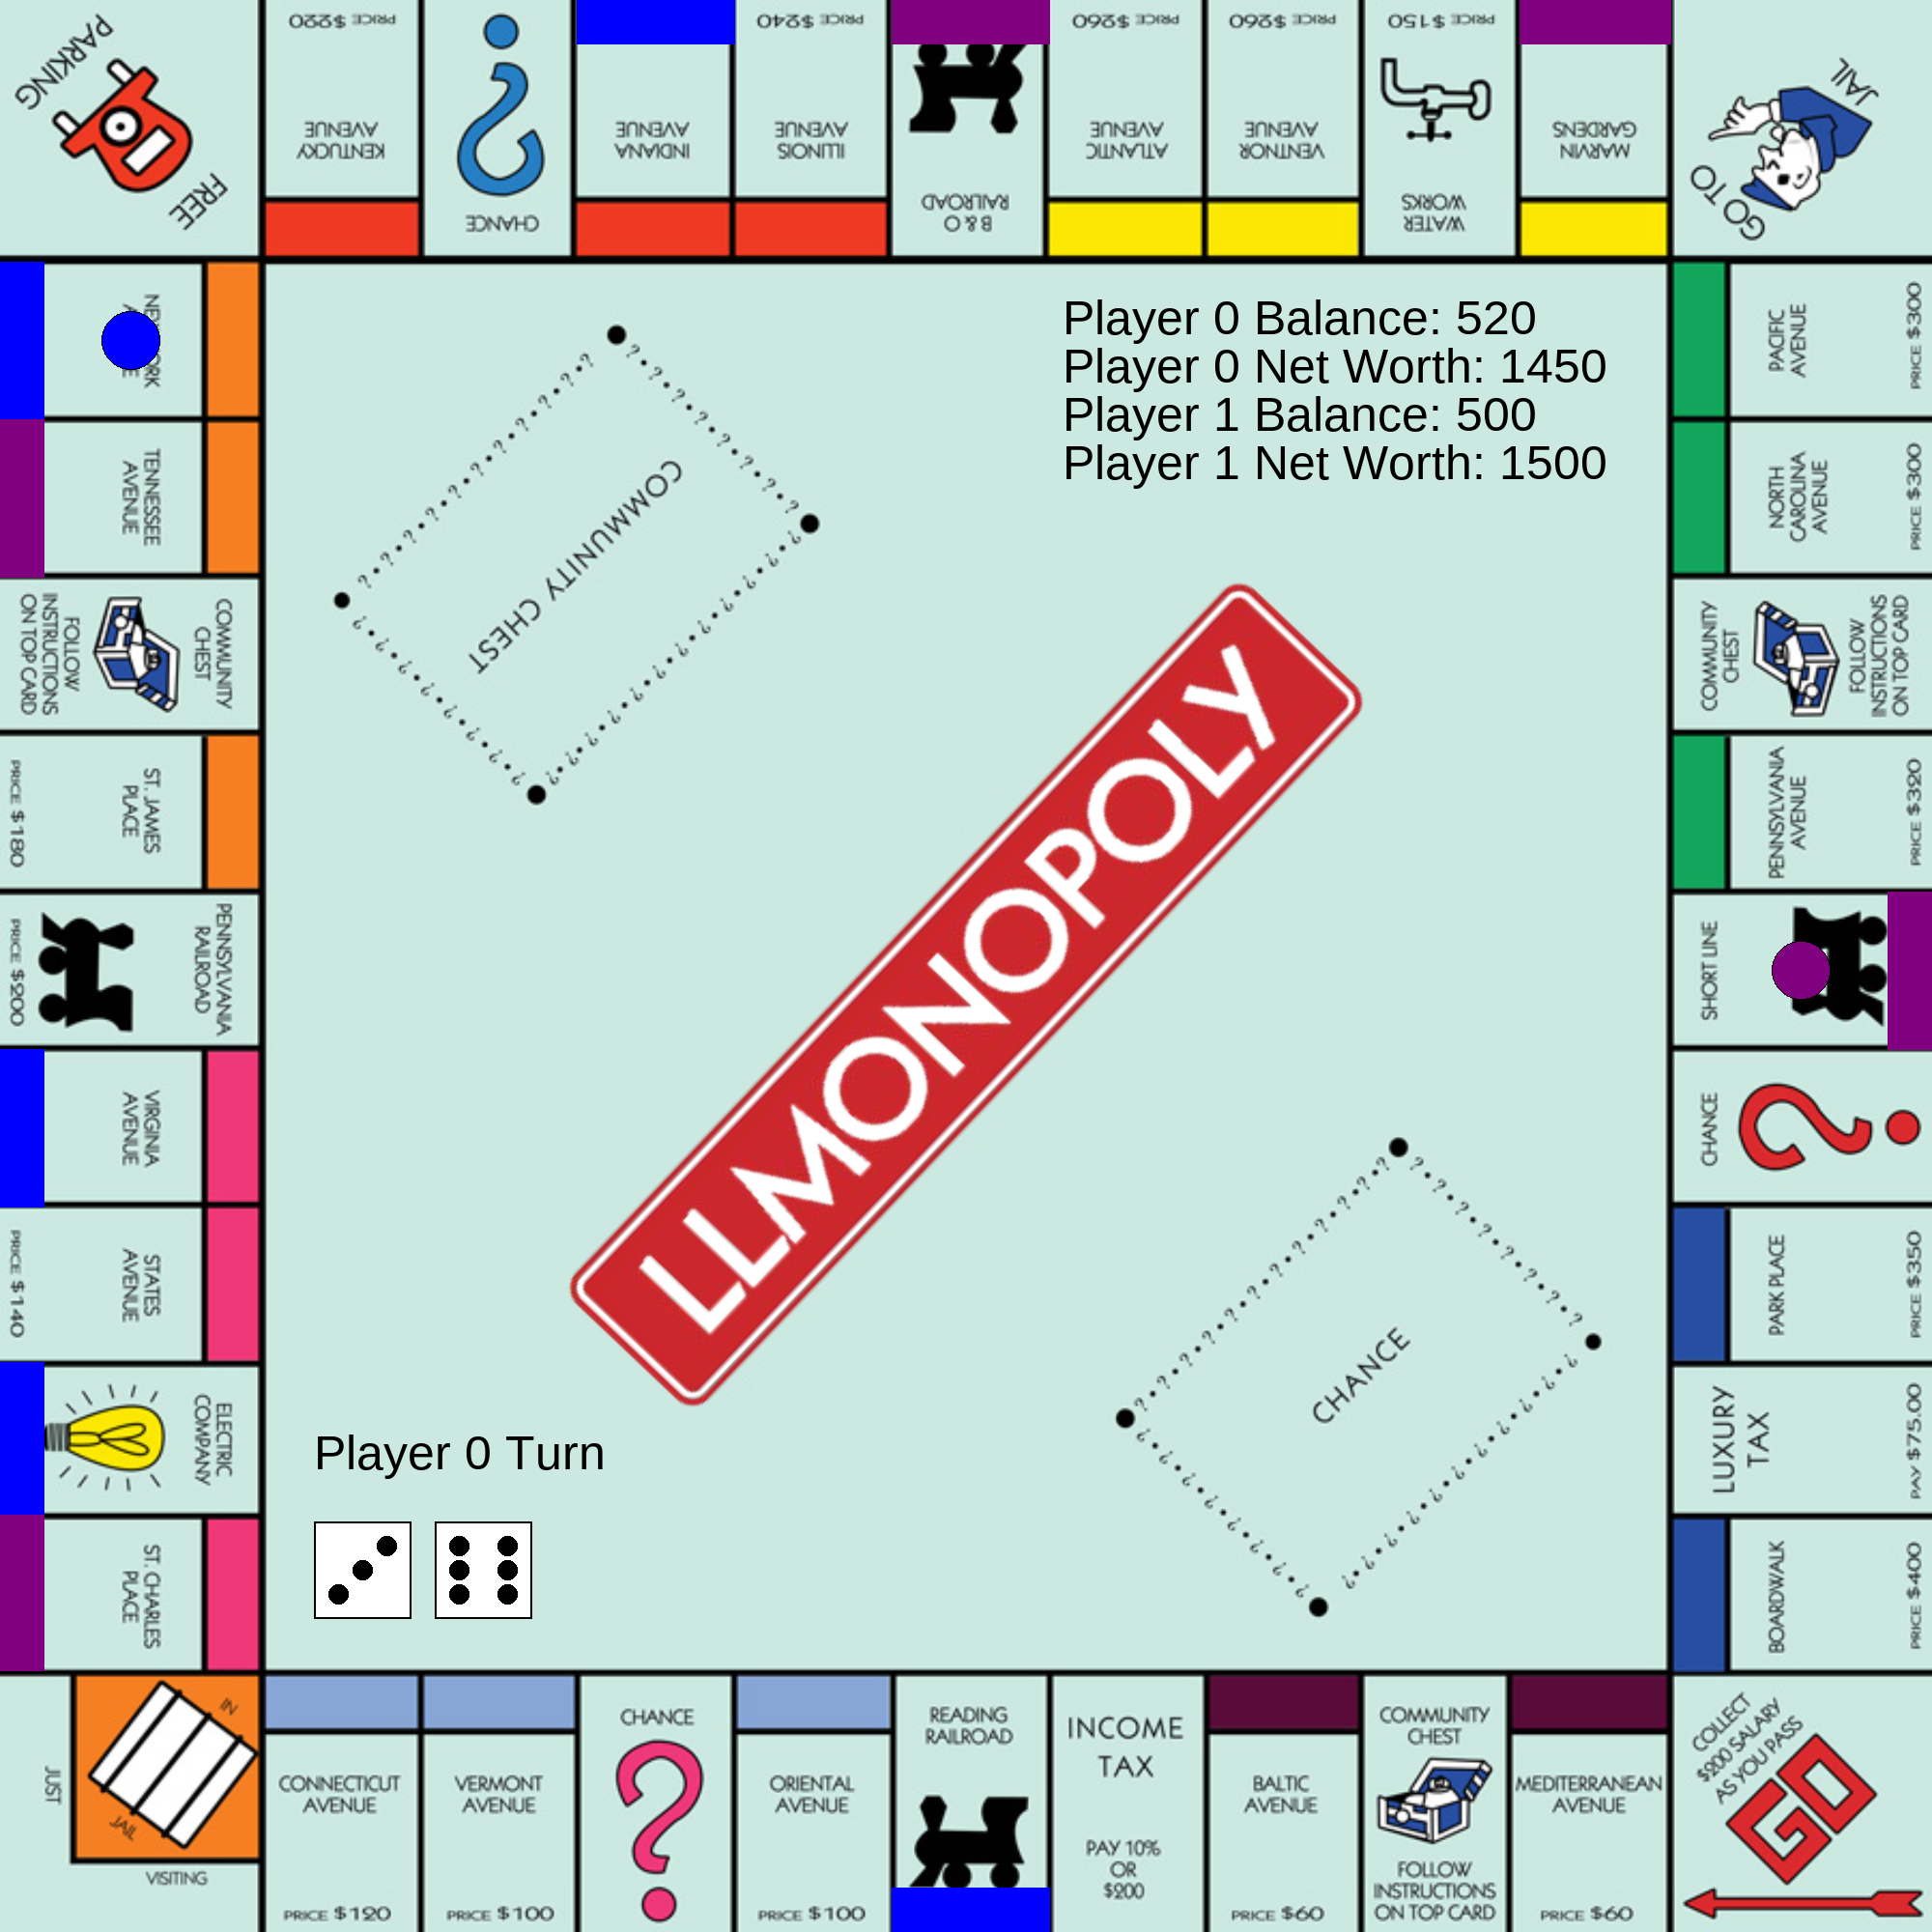 PARKING
FREE
PRICE $220
KENTUCKY
AVENUE
CHANCE
INDIANA
AVENUE
PRICE $240
ILLINOIS
AVENUE
B & O
RAILROAD
PRICE $260
ATLANTIC
AVENUE
PRICE $260
VENTNOR
AVENUE
PRICE $150
WATER
WORKS
MARVIN
GARDENS
GO TO
JAIL
TENNESSEE
AVENUE
COMMUNITY
CHEST
FOLLOW
INSTRUCTIONS
ON TOP CARD
ST. JAMES
PLACE
PRICE $180
PENNSYLVANIA
RAILROAD
PRICE $200
VIRGINIA
AVENUE
STATES
AVENUE
PRICE $140
ELECTRIC
COMPANY
ST. CHARLES
PLACE
Player 0 Balance: 520
Player 0 Net Worth: 1450
Player 1 Balance: 500
Player 1 Net Worth: 1500
COMMUNITY CHEST
LLMONOPOLY
CHANCE
Player 0 Turn
PACIFIC
AVENUE
PRICE $300
NORTH
CAROLINA
AVENUE
PRICE $300
COMMUNITY
CHEST
FOLLOW
INSTRUCTIONS
ON TOP CARD
PENNSYLVANIA
AVENUE
PRICE $320
SHORT LINE
CHANCE
PARK PLACE
PRICE $350
LUXURY
TAX
PAY $75.00
BOARDWALK
PRICE $400
JUST
VISITING
IN
JAIL
CONNECTICUT
AVENUE
PRICE $120
VERMONT
AVENUE
PRICE $100
CHANCE
ORIENTAL
AVENUE
PRICE $100
READING
RAILROAD
INCOME
TAX
PAY 10%
OR
$200
BALTIC
AVENUE
PRICE $60
COMMUNITY
CHEST
FOLLOW
INSTRUCTIONS
ON TOP CARD
MEDITERRANEAN
AVENUE
PRICE $60
COLLECT
$200 SALARY
AS YOU PASS
GO